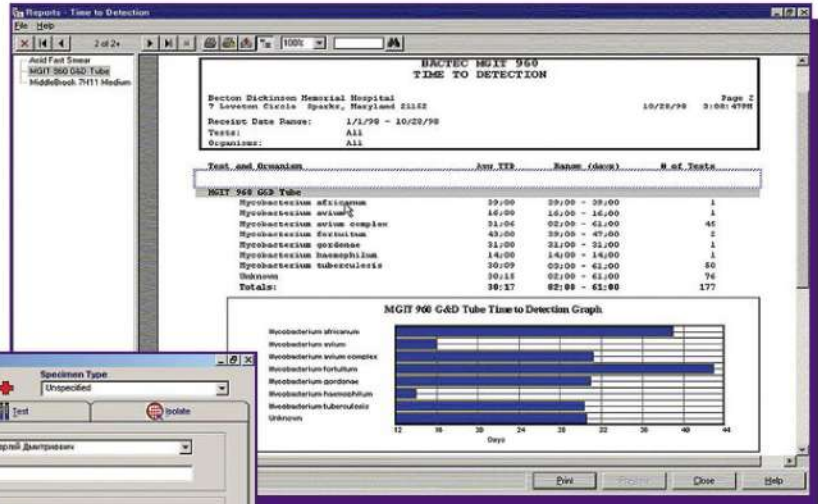 Reports - Time to Detection
File Help
2 of 2+ 100%
Acid Fast Smear
MGIT 960 G&D Tube
MiddleBrook 7H11 Medium
BACTEC MGIT 960
TIME TO DETECTION
Becton Dickinson Memorial Hospital Page 2
7 Loveton Circle Sparks, Maryland 21152 10/28/98 3:08:47PM
Receipt Date Range: 1/1/98 - 10/28/98
Tests: All
Organisms: All
Test and Organism Avg TTD Range (days) # of Tests
MGIT 960 G&D Tube
Mycobacterium africanum 39;00 39;00 - 39;00 1
Mycobacterium avium 16;00 16;00 - 16;00 1
Mycobacterium avium complex 31;06 02;00 - 61;00 45
Mycobacterium fortuitum 43;00 39;00 - 47;00 2
Mycobacterium gordonae 31;00 31;00 - 31;00 1
Mycobacterium haemophilum 14;00 14;00 - 14;00 1
Mycobacterium tuberculosis 30;09 03;00 - 61;00 50
Unknown 30;15 02;00 - 61;00 76
Totals: 30:17 02:00 - 61:00 177
MGIT 960 G&D Tube Time to Detection Graph
Mycobacterium africanum
Mycobacterium avium
Mycobacterium avium complex
Mycobacterium fortuitum
Mycobacterium gordonae
Mycobacterium haemophilum
Mycobacterium tuberculosis
Unknown
12 16 20 24 28 32 36 40 44
Days
Print Close Help
Specimen Type
Unspecified
Test Isolate
Дмитриевич